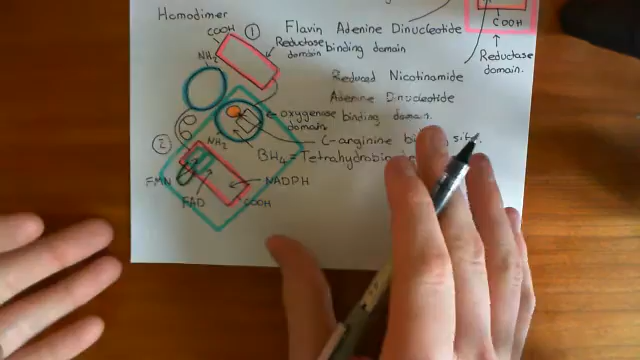 Homodimer
COOH
①
Flavin Adenine Dinucleotide
binding domain
Reductase
domain
NH2
COOH
Reductase
domain.
Reduced Nicotinamide
Adenine Dinucleotide
binding domain.
oxygenase
domain
NH2
L-arginine site.
②
BH4 = 
FMN
FAD
NADPH
COOH